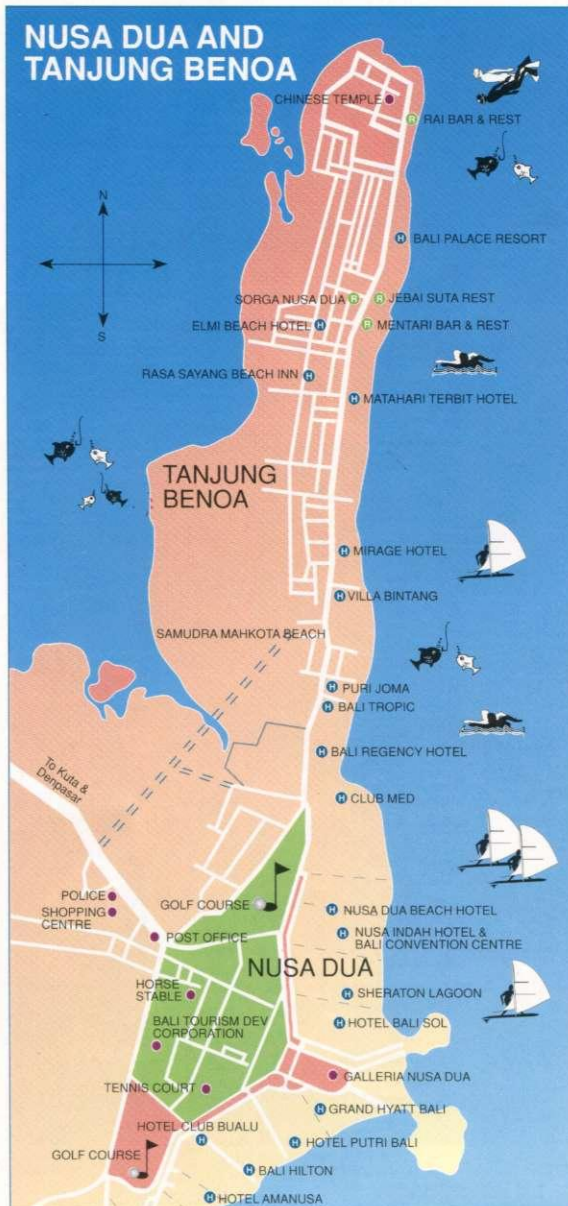 NUSA DUA AND
TANJUNG BENOA
CHINESE TEMPLE
R
RAI BAR & REST
N
S
H
BALI PALACE RESORT
SORGA NUSA DUA
R
R
JEBAI SUTA REST
ELMI BEACH HOTEL
H
R
MENTARI BAR & REST
RASA SAYANG BEACH INN
H
H
MATAHARI TERBIT HOTEL
TANJUNG
BENOA
H
MIRAGE HOTEL
H
VILLA BINTANG
SAMUDRA MAHKOTA BEACH
H
PURI JOMA
H
BALI TROPIC
H
BALI REGENCY HOTEL
To Kuta &
Denpasar
H
CLUB MED
POLICE
SHOPPING
CENTRE
GOLF COURSE
H
NUSA DUA BEACH HOTEL
POST OFFICE
H
NUSA INDAH HOTEL &
BALI CONVENTION CENTRE
NUSA DUA
HORSE
STABLE
H
SHERATON LAGOON
BALI TOURISM DEV
CORPORATION
H
HOTEL BALI SOL
TENNIS COURT
GALLERIA NUSA DUA
H
GRAND HYATT BALI
HOTEL CLUB BUALU
H
H
HOTEL PUTRI BALI
GOLF COURSE
H
BALI HILTON
H
HOTEL AMANUSA